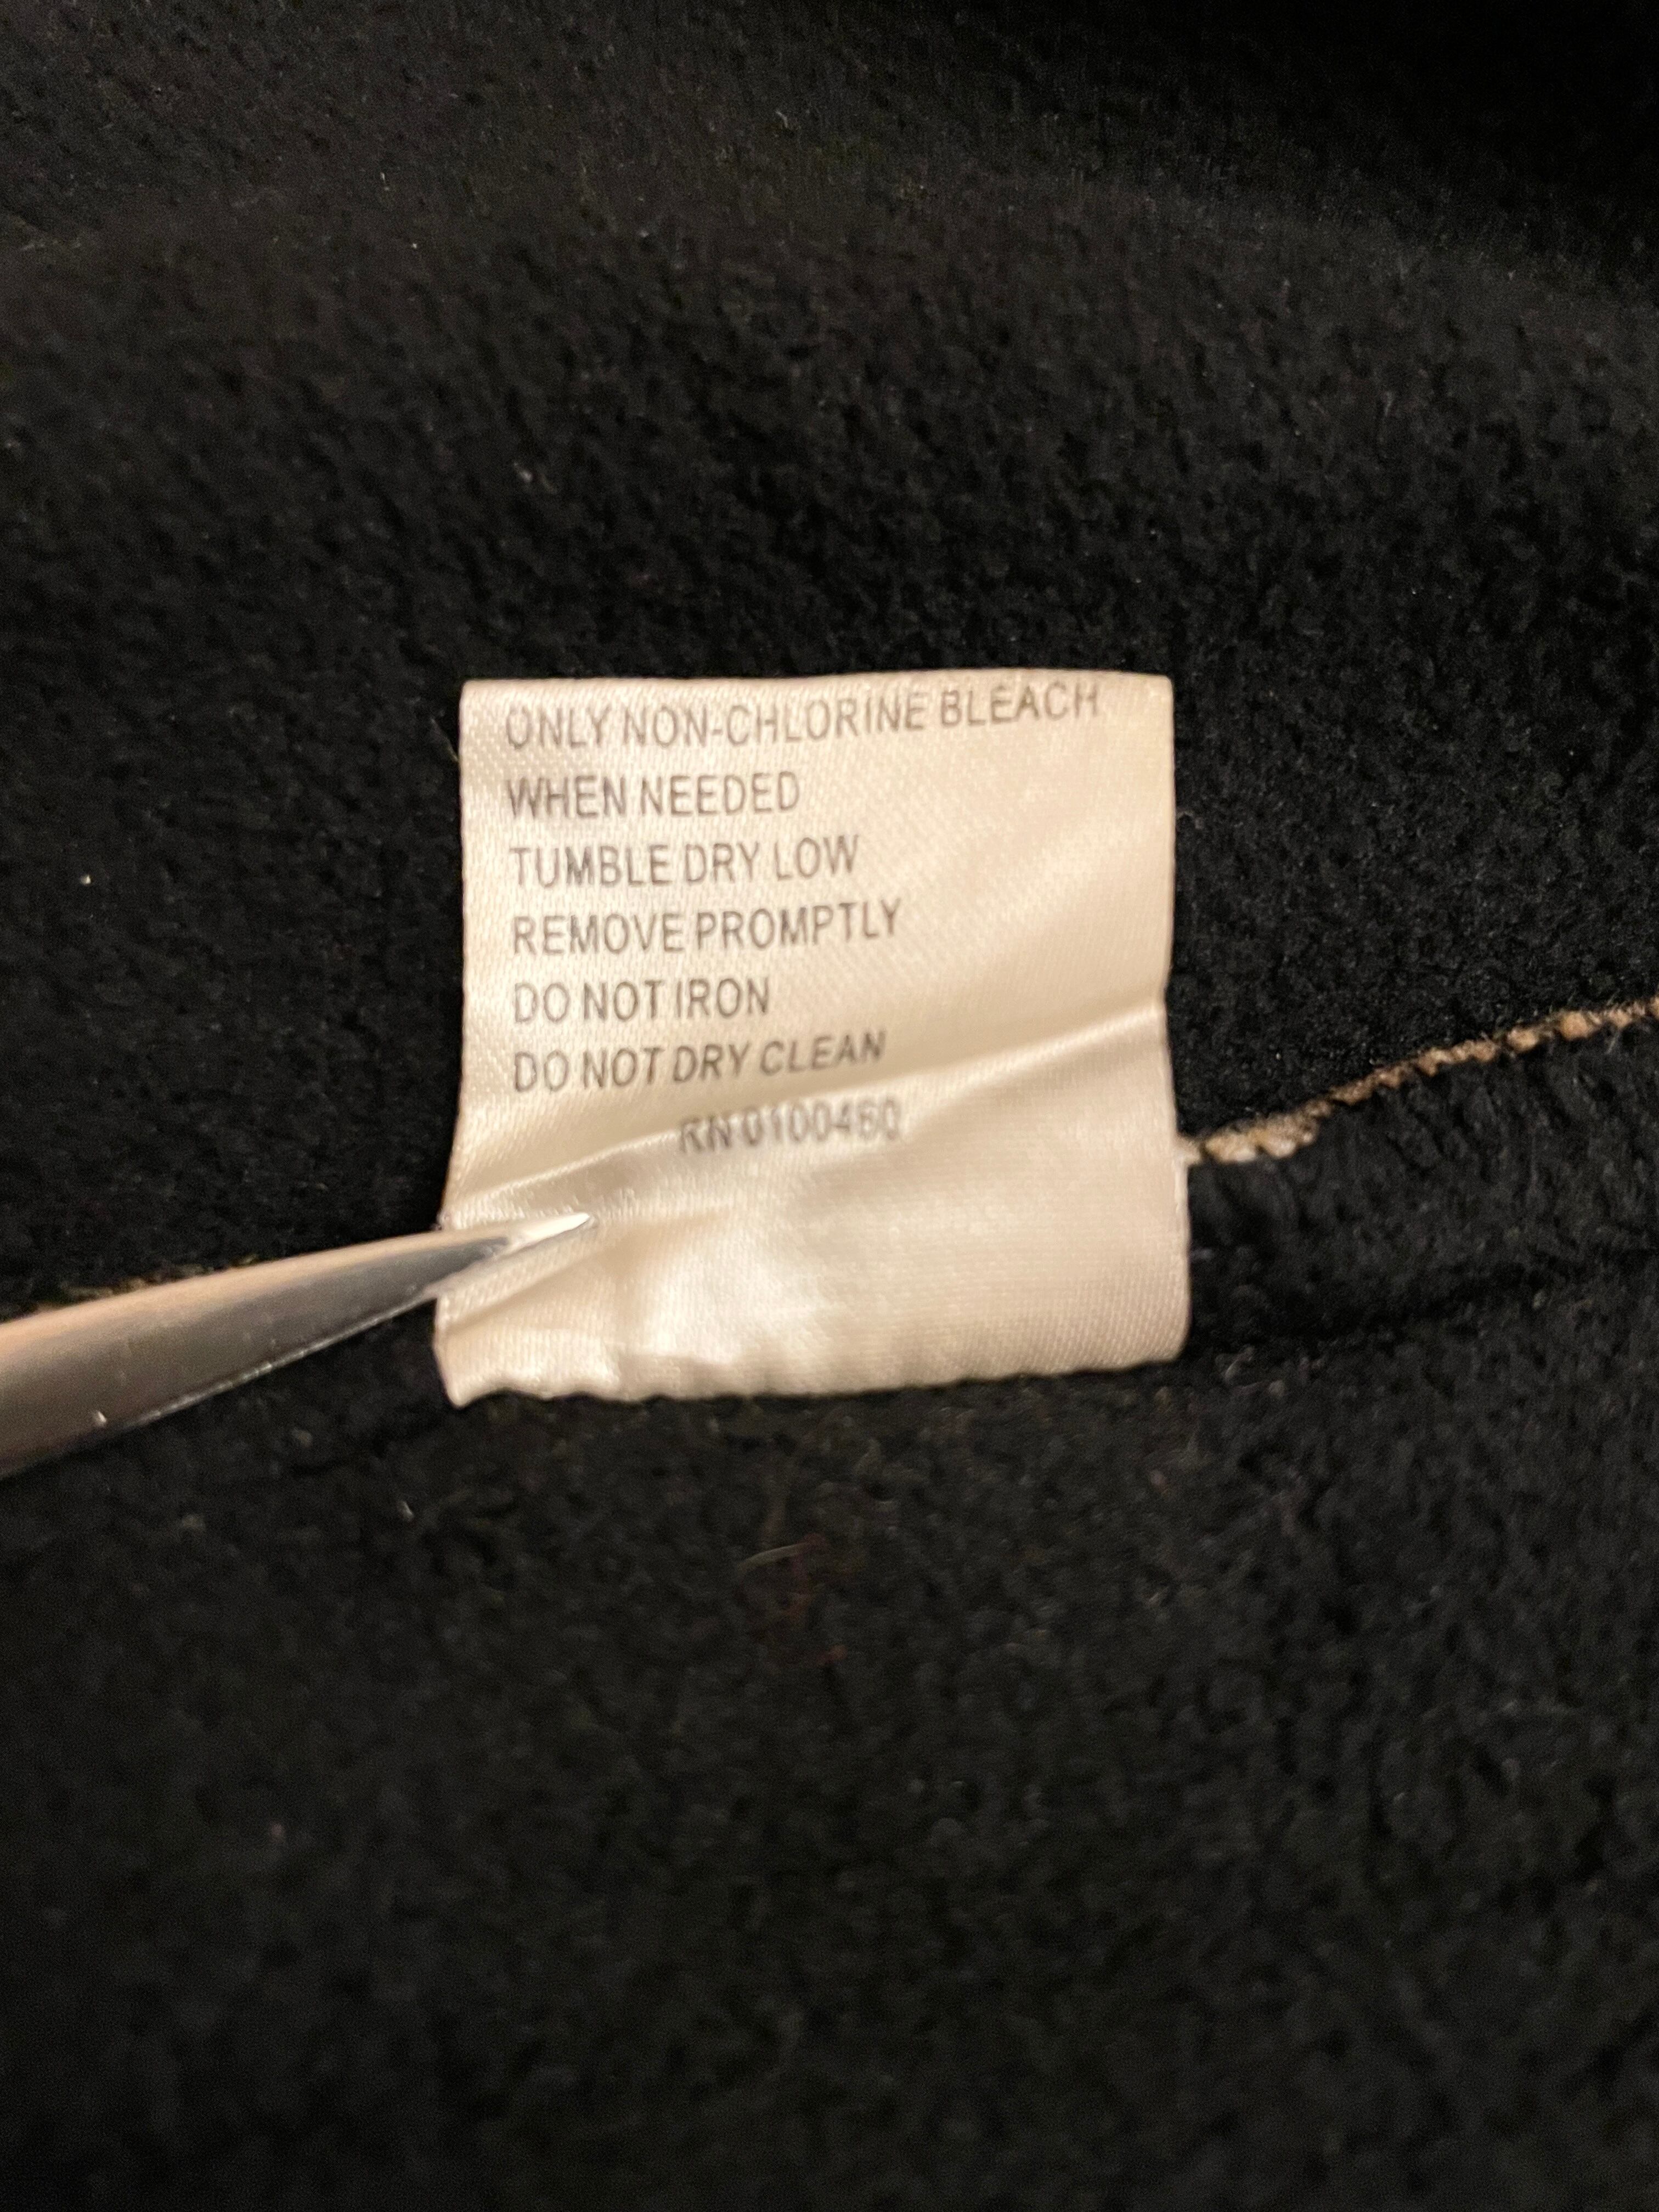 ONLY NON-CHLORINE BLEACH
WHEN NEEDED
TUMBLE DRY LOW
REMOVE PROMPTLY
DO NOT IRON
DO NOT DRY CLEAN
RN 0100460